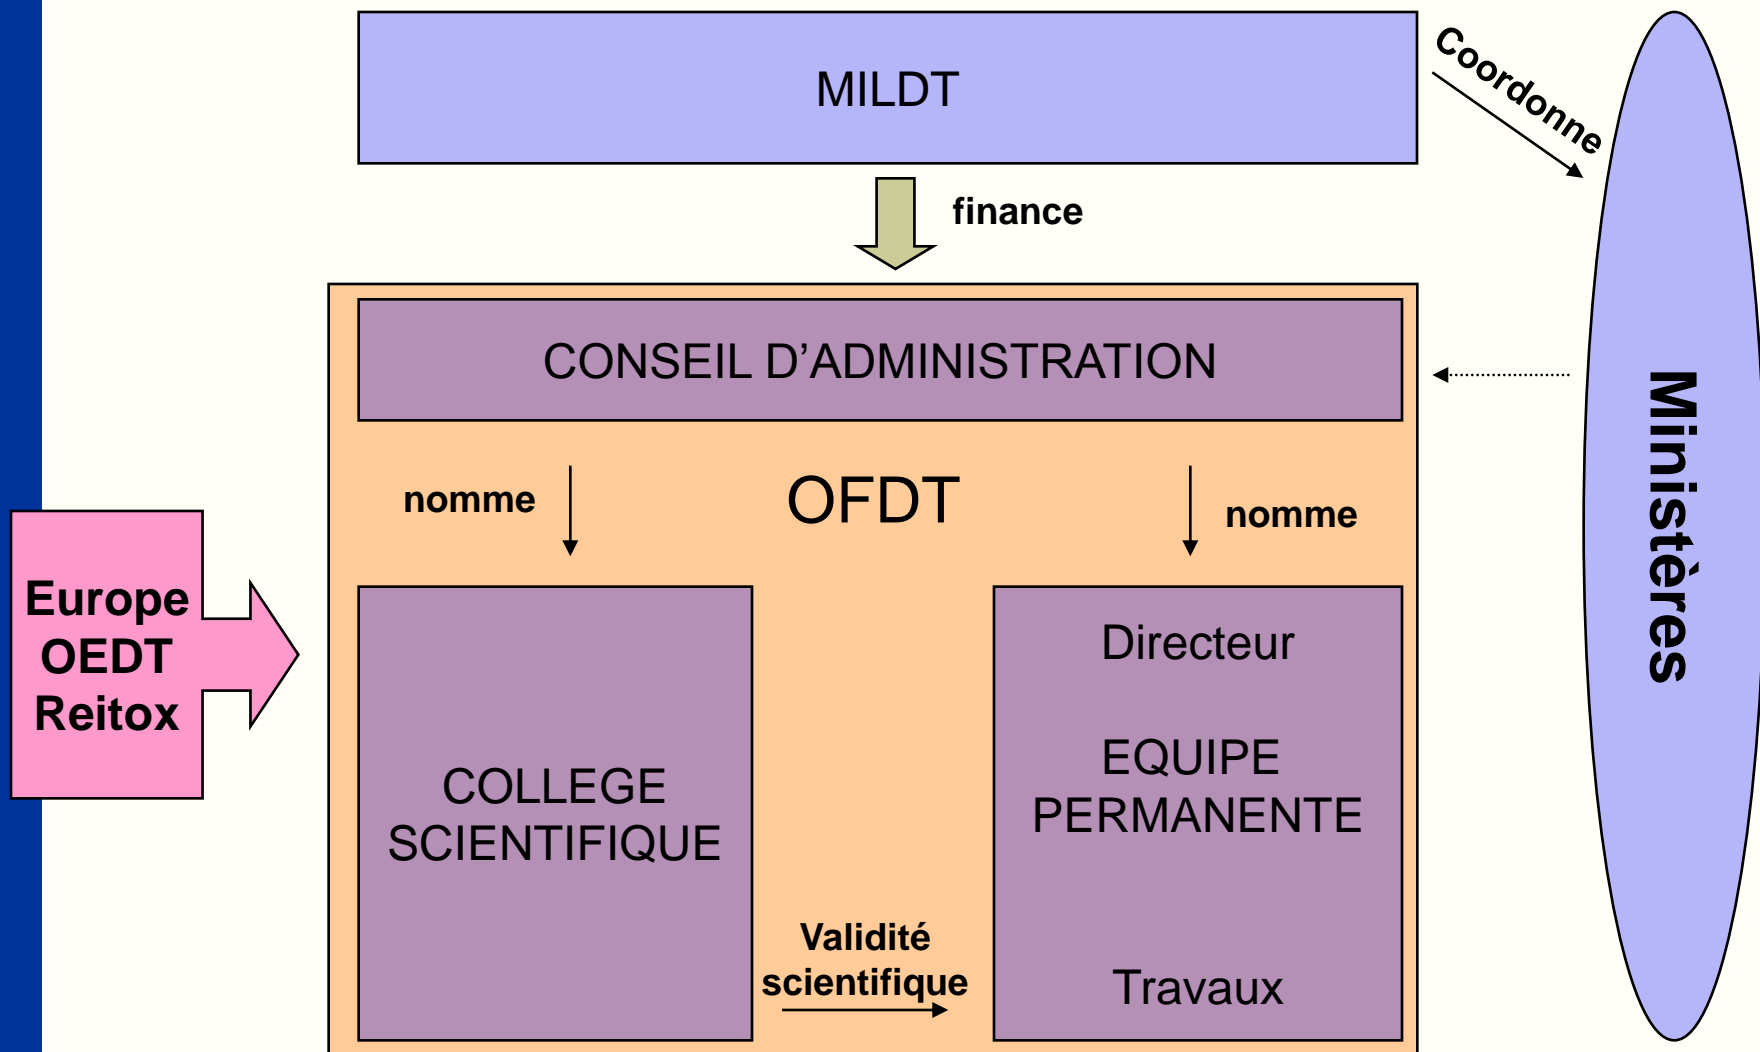 MILDT
Coordonne
finance
CONSEIL D’ADMINISTRATION
Ministères
nomme
OFDT
nomme
Europe
OEDT
Reitox
COLLEGE
SCIENTIFIQUE
Directeur
EQUIPE
PERMANENTE
Validité
scientifique
Travaux